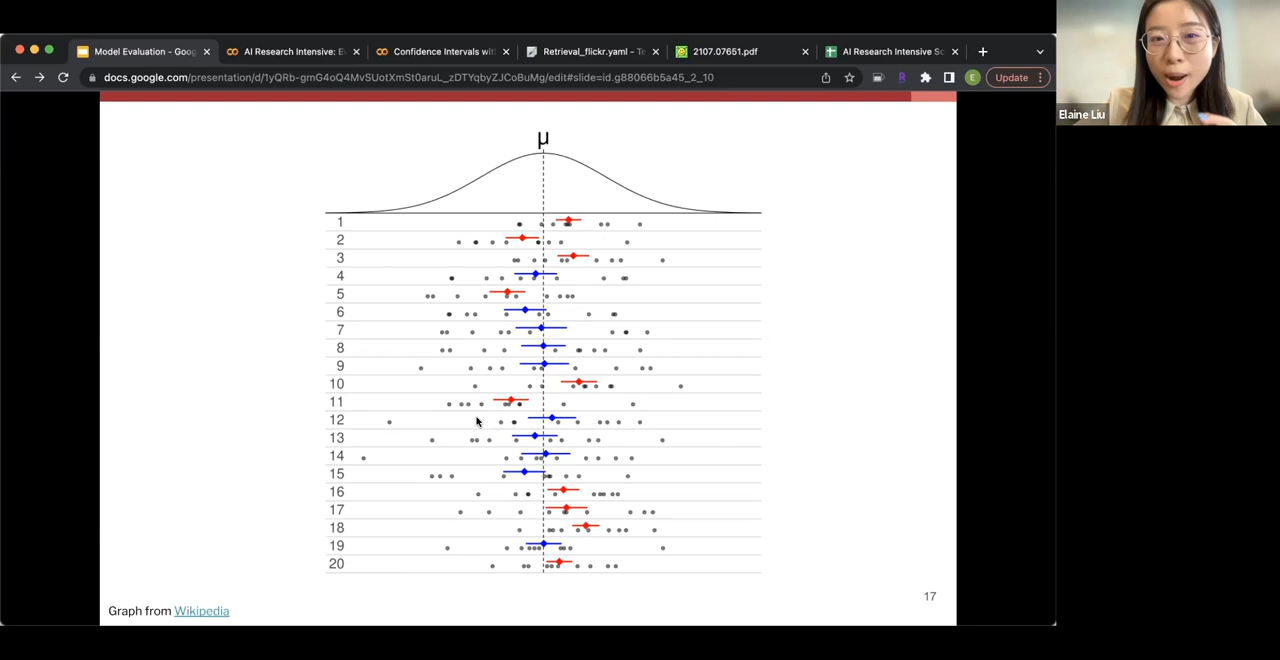 Model Evaluation - Goog
AI Research Intensive: E
Confidence Intervals wit
Retrieval_flickr.yaml - Te
2107.07651.pdf
AI Research Intensive Sc
docs.google.com/presentation/d/1yQRb-gmG4oQ4MvSUotXmSt0aruL_zDTYqbyZJCoBuMg/edit#slide=id.g88066b5a45_2_10
E
Update
Elaine Liu
μ
1
2
3
4
5
6
7
8
9
10
11
12
13
14
15
16
17
18
19
20
17
Graph from Wikipedia